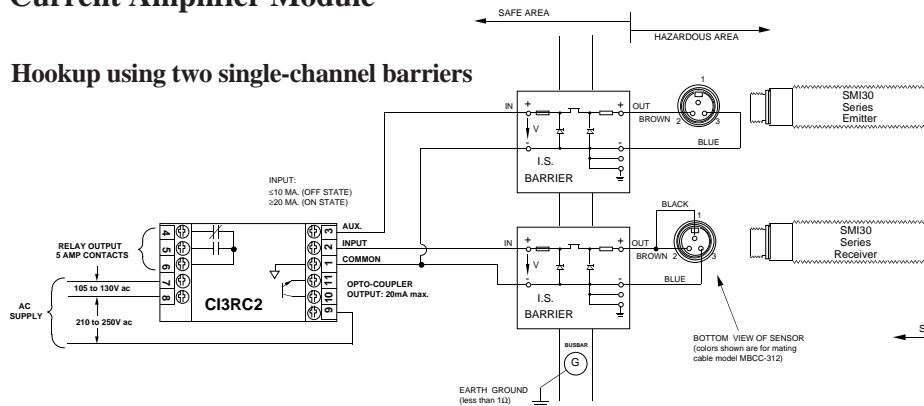 Current Amplifier Module
SAFE AREA
HAZARDOUS AREA
Hookup using two single-channel barriers
IN
+
+
OUT
BROWN
1
2
3
BLUE
V
-
-
I.S.
BARRIER
SMI30
Series
Emitter
INPUT:
≤10 MA. (OFF STATE)
≥20 MA. (ON STATE)
BLACK
IN
+
+
OUT
BROWN
1
2
3
BLUE
V
-
-
I.S.
BARRIER
SMI30
Series
Receiver
RELAY OUTPUT
5 AMP CONTACTS
4
5
6
7
8
3
2
1
11
10
9
AUX.
INPUT
COMMON
OPTO-COUPLER
OUTPUT: 20mA max.
CI3RC2
AC
SUPPLY
105 to 130V ac
210 to 250V ac
BOTTOM VIEW OF SENSOR
(colors shown are for mating
cable model MBCC-312)
BUSBAR
G
EARTH GROUND
(less than 1Ω)
S